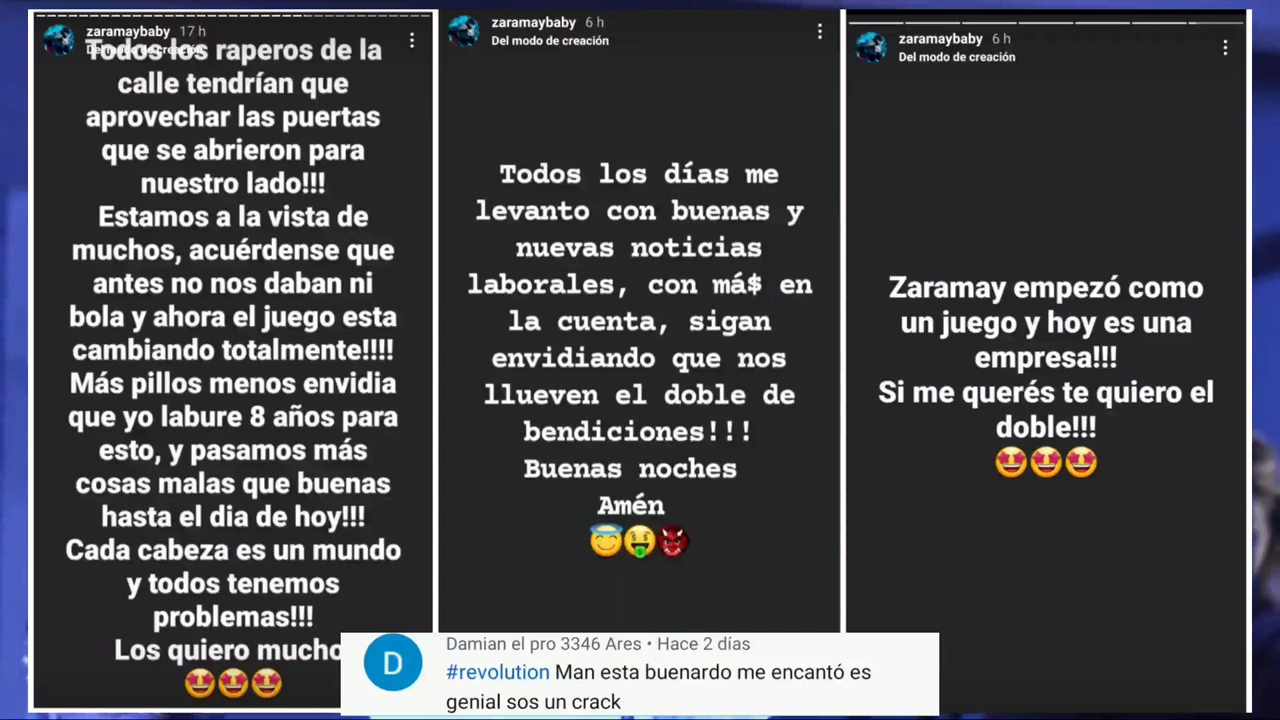 zaramaybaby 17 h
Del modo de creación
Todos los raperos de la
calle tendrían que
aprovechar las puertas
que se abrieron para
nuestro lado!!!
Estamos a la vista de
muchos, acuérdense que
antes no nos daban ni
bola y ahora el juego esta
cambiando totalmente!!!!
Más pillos menos envidia
que yo labure 8 años para
esto, y pasamos más
cosas malas que buenas
hasta el dia de hoy!!!
Cada cabeza es un mundo
y todos tenemos
problemas!!!
Los quiero mucho
🤩🤩🤩
zaramaybaby 6 h
Del modo de creación
Todos los días me
levanto con buenas y
nuevas noticias
laborales, con má$ en
la cuenta, sigan
envidiando que nos
llueven el doble de
bendiciones!!!
Buenas noches
Amén
😇🤑👹
zaramaybaby 6 h
Del modo de creación
Zaramay empezó como
un juego y hoy es una
empresa!!!
Si me querés te quiero el
doble!!!
🤩🤩🤩
D
Damian el pro 3346 Ares • Hace 2 días
#revolution Man esta buenardo me encantó es
genial sos un crack